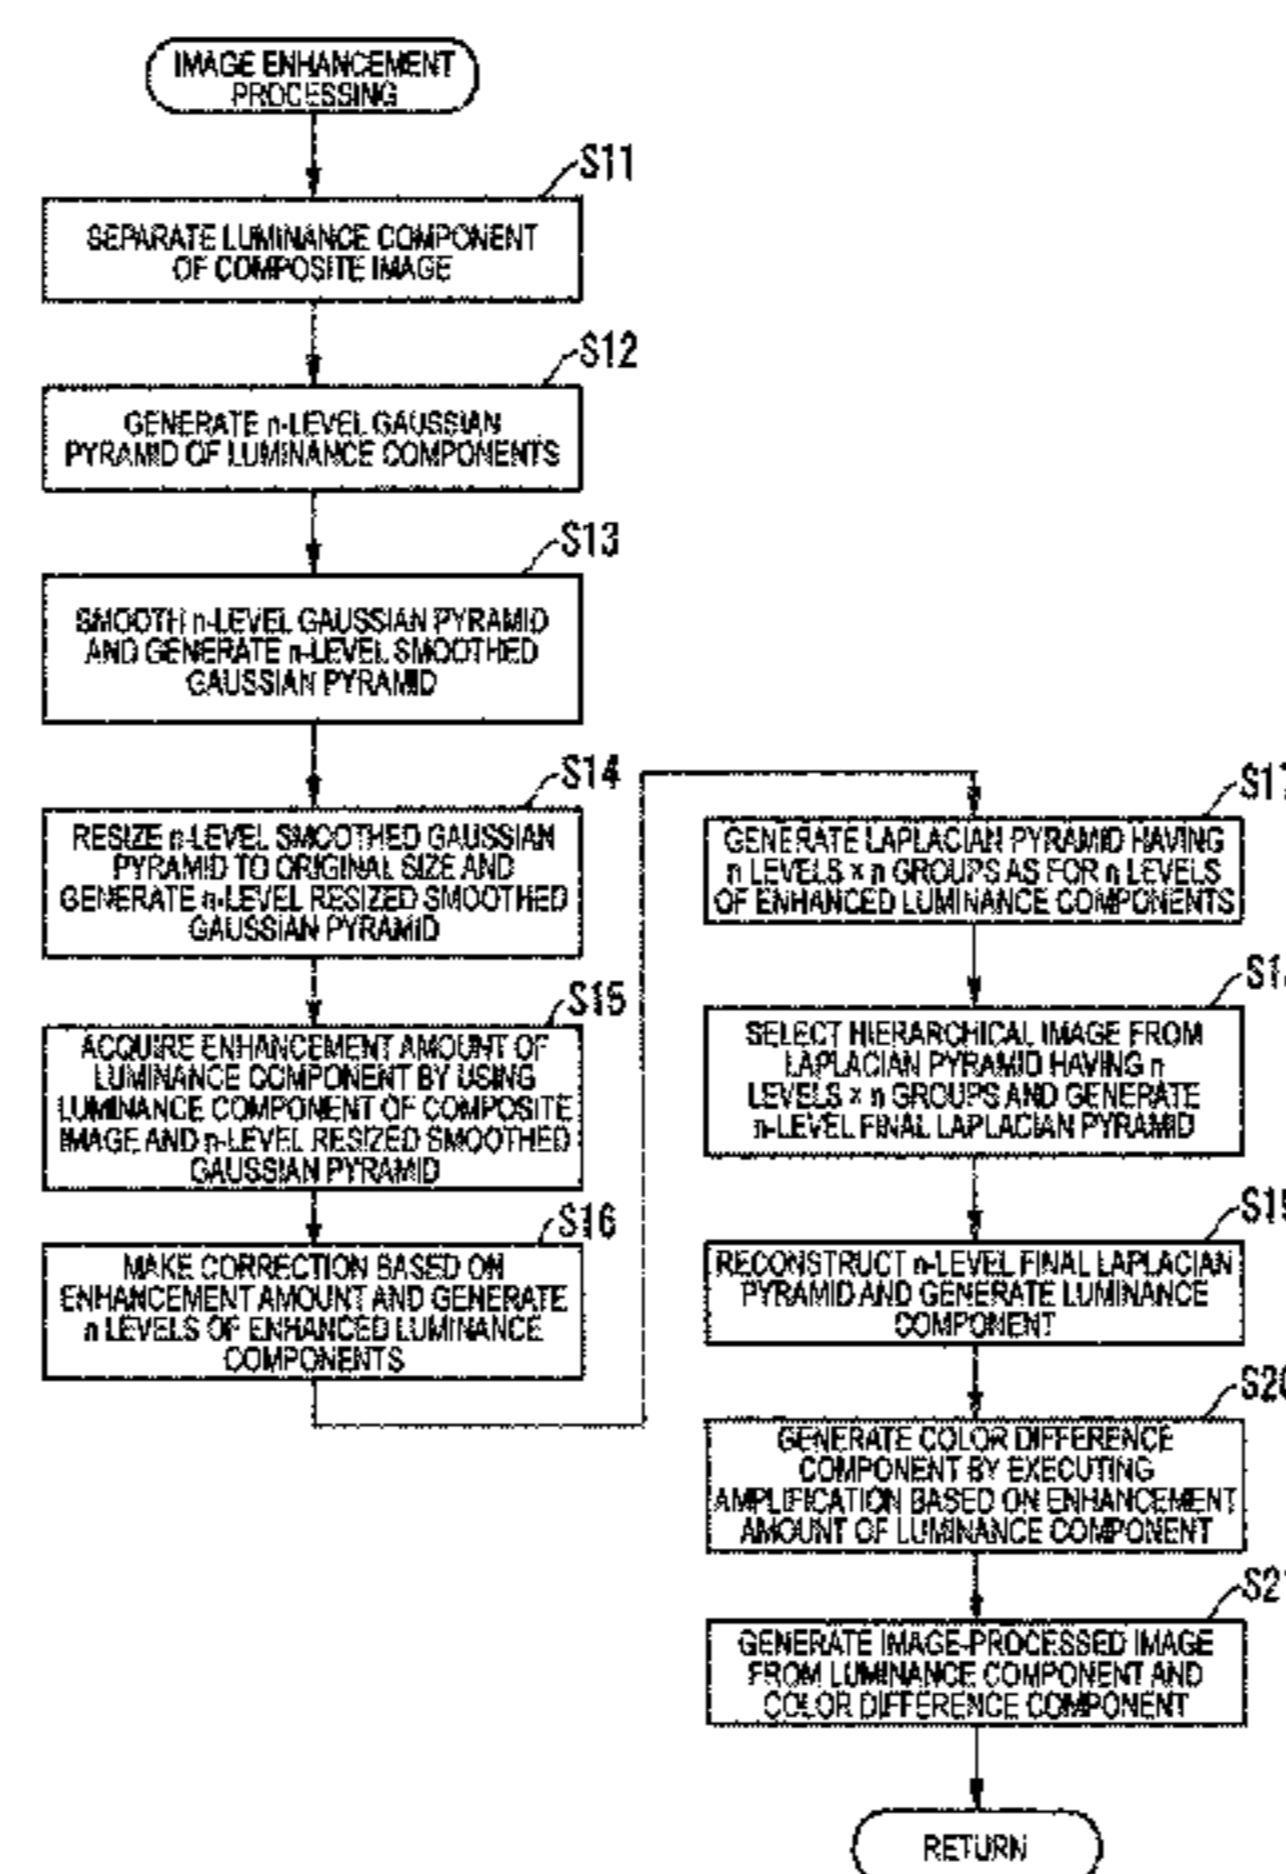 IMAGE ENHANCEMENT
PROCESSING
S11
SEPARATE LUMINANCE COMPONENT
OF COMPOSITE IMAGE
S12
GENERATE n-LEVEL GAUSSIAN
PYRAMID OF LUMINANCE COMPONENTS
S13
SMOOTH n-LEVEL GAUSSIAN PYRAMID
AND GENERATE n-LEVEL SMOOTHED
GAUSSIAN PYRAMID
S14
RESIZE n-LEVEL SMOOTHED GAUSSIAN
PYRAMID TO ORIGINAL SIZE AND
GENERATE n-LEVEL RESIZED SMOOTHED
GAUSSIAN PYRAMID
S15
ACQUIRE ENHANCEMENT AMOUNT OF
LUMINANCE COMPONENT BY USING
LUMINANCE COMPONENT OF COMPOSITE
IMAGE AND n-LEVEL RESIZED SMOOTHED
GAUSSIAN PYRAMID
S16
MAKE CORRECTION BASED ON
ENHANCEMENT AMOUNT AND GENERATE
n LEVELS OF ENHANCED LUMINANCE
COMPONENTS
GENERATE LAPLACIAN PYRAMID HAVING
n LEVELS × n GROUPS AS FOR n LEVELS
OF ENHANCED LUMINANCE COMPONENTS
SELECT HIERARCHICAL IMAGE FROM
LAPLACIAN PYRAMID HAVING n
LEVELS × n GROUPS AND GENERATE
n-LEVEL FINAL LAPLACIAN PYRAMID
RECONSTRUCT n-LEVEL FINAL LAPLACIAN
PYRAMID AND GENERATE LUMINANCE
COMPONENT
GENERATE COLOR DIFFERENCE
COMPONENT BY EXECUTING
AMPLIFICATION BASED ON ENHANCEMENT
AMOUNT OF LUMINANCE COMPONENT
GENERATE IMAGE-PROCESSED IMAGE
FROM LUMINANCE COMPONENT AND
COLOR DIFFERENCE COMPONENT
RETURN